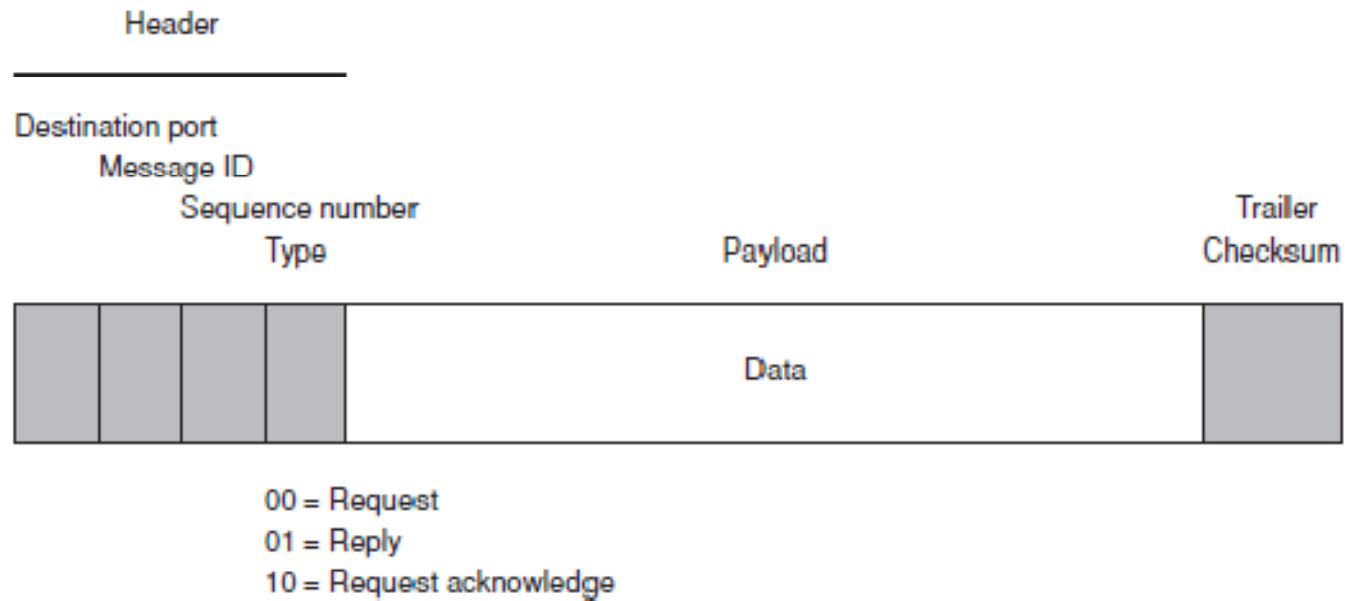 Header
Destination port
Message ID
Sequence number
Trailer
Type
Payload
Checksum
Data
00 = Request
01 = Reply
10 = Request acknowledge